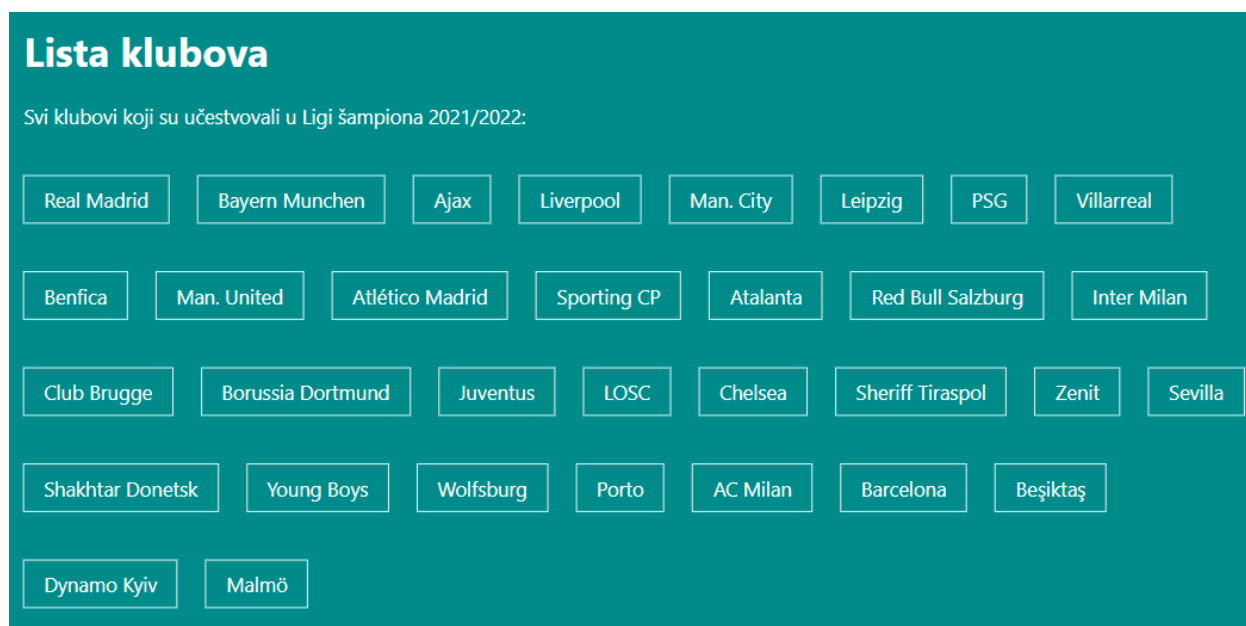 Lista klubova
Svi klubovi koji su učestvovali u Ligi šampiona 2021/2022:
Real Madrid Bayern Munchen Ajax Liverpool Man. City Leipzig PSG Villarreal
Benfica Man. United Atlético Madrid Sporting CP Atalanta Red Bull Salzburg Inter Milan
Club Brugge Borussia Dortmund Juventus LOSC Chelsea Sheriff Tiraspol Zenit Sevilla
Shakhtar Donetsk Young Boys Wolfsburg Porto AC Milan Barcelona Beşiktaş
Dynamo Kyiv Malmö